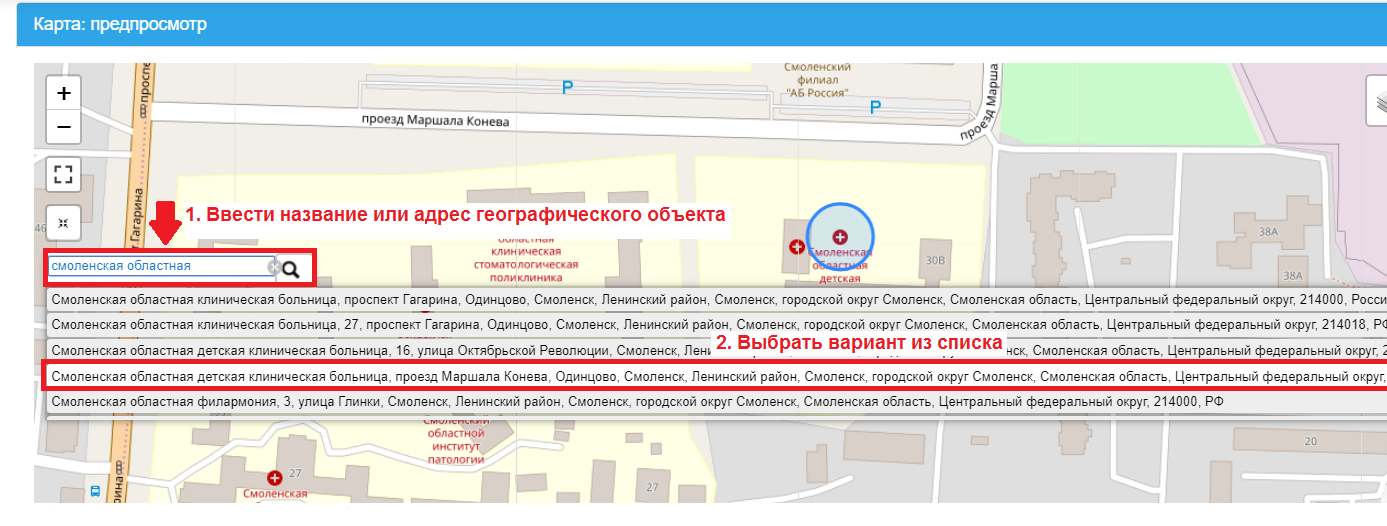 Карта: предпросмотр
+
−
проспе
Смоленский
филиал
"АБ Россия"
P
P
проезд Маршала Конева
проезд Марша
г.Гагарина
46
1. Ввести название или адрес географического объекта
38А
областная
клиническая
стоматологическая
поликлиника
Смоленская
областная
детская
30В
38А
смоленская областная
Смоленская областная клиническая больница, проспект Гагарина, Одинцово, Смоленск, Ленинский район, Смоленск, городской округ Смоленск, Смоленская область, Центральный федеральный округ, 214000, Росси
Смоленская областная клиническая больница, 27, проспект Гагарина, Одинцово, Смоленск, Ленинский район, Смоленск, городской округ Смоленск, Смоленская область, Центральный федеральный округ, 214018, РФ
2. Выбрать вариант из списка
Смоленская областная детская клиническая больница, 16, улица Октябрьской Революции, Смоленск, Лени нск, Смоленская область, Центральный федеральный округ, 2
Смоленская областная детская клиническая больница, проезд Маршала Конева, Одинцово, Смоленск, Ленинский район, Смоленск, городской округ Смоленск, Смоленская область, Центральный федеральный округ,
Смоленская областная филармония, 3, улица Глинки, Смоленск, Ленинский район, Смоленск, городской округ Смоленск, Смоленская область, Центральный федеральный округ, 214000, РФ
Смоленский
областной
институт
патологии
20
27
Смоленская
27
рина